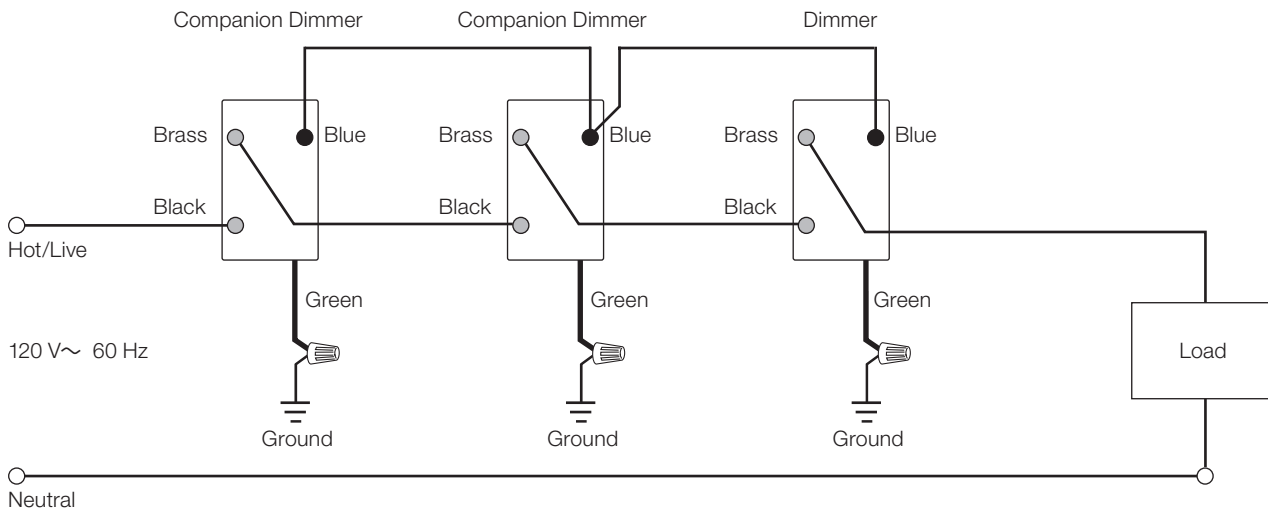 Companion Dimmer Companion Dimmer Dimmer
Brass Blue Brass Blue Brass Blue
Black Black Black
Hot/Live
Green Green Green
120 V～ 60 Hz
Load
Ground Ground Ground
Neutral